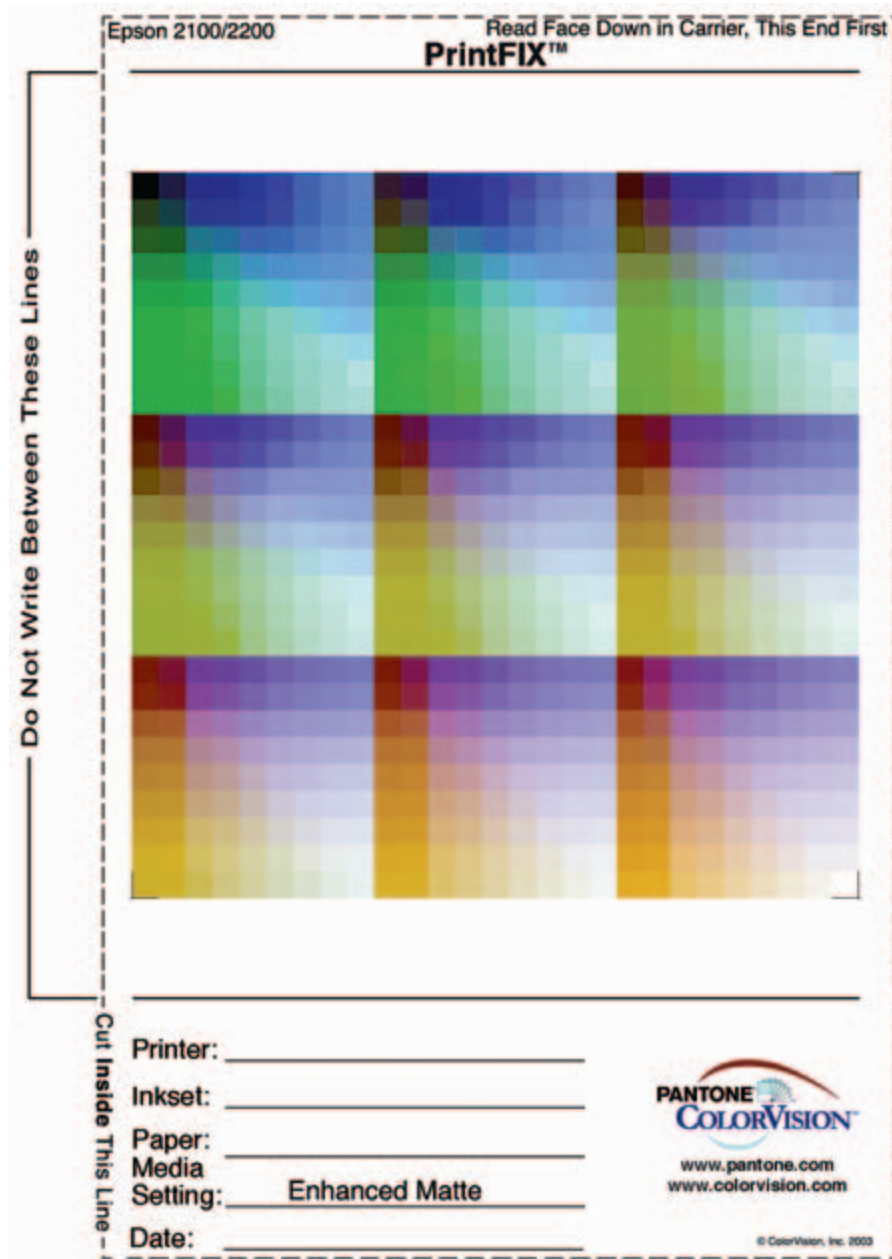 Epson 2100/2200
Read Face Down in Carrier, This End First
PrintFIX™
Do Not Write Between These Lines
Cut Inside This Line
Printer:
Inkset:
Paper:
Media
Setting: Enhanced Matte
Date:
PANTONE
COLORVISION™
www.pantone.com
www.colorvision.com
© ColorVision, Inc. 2003